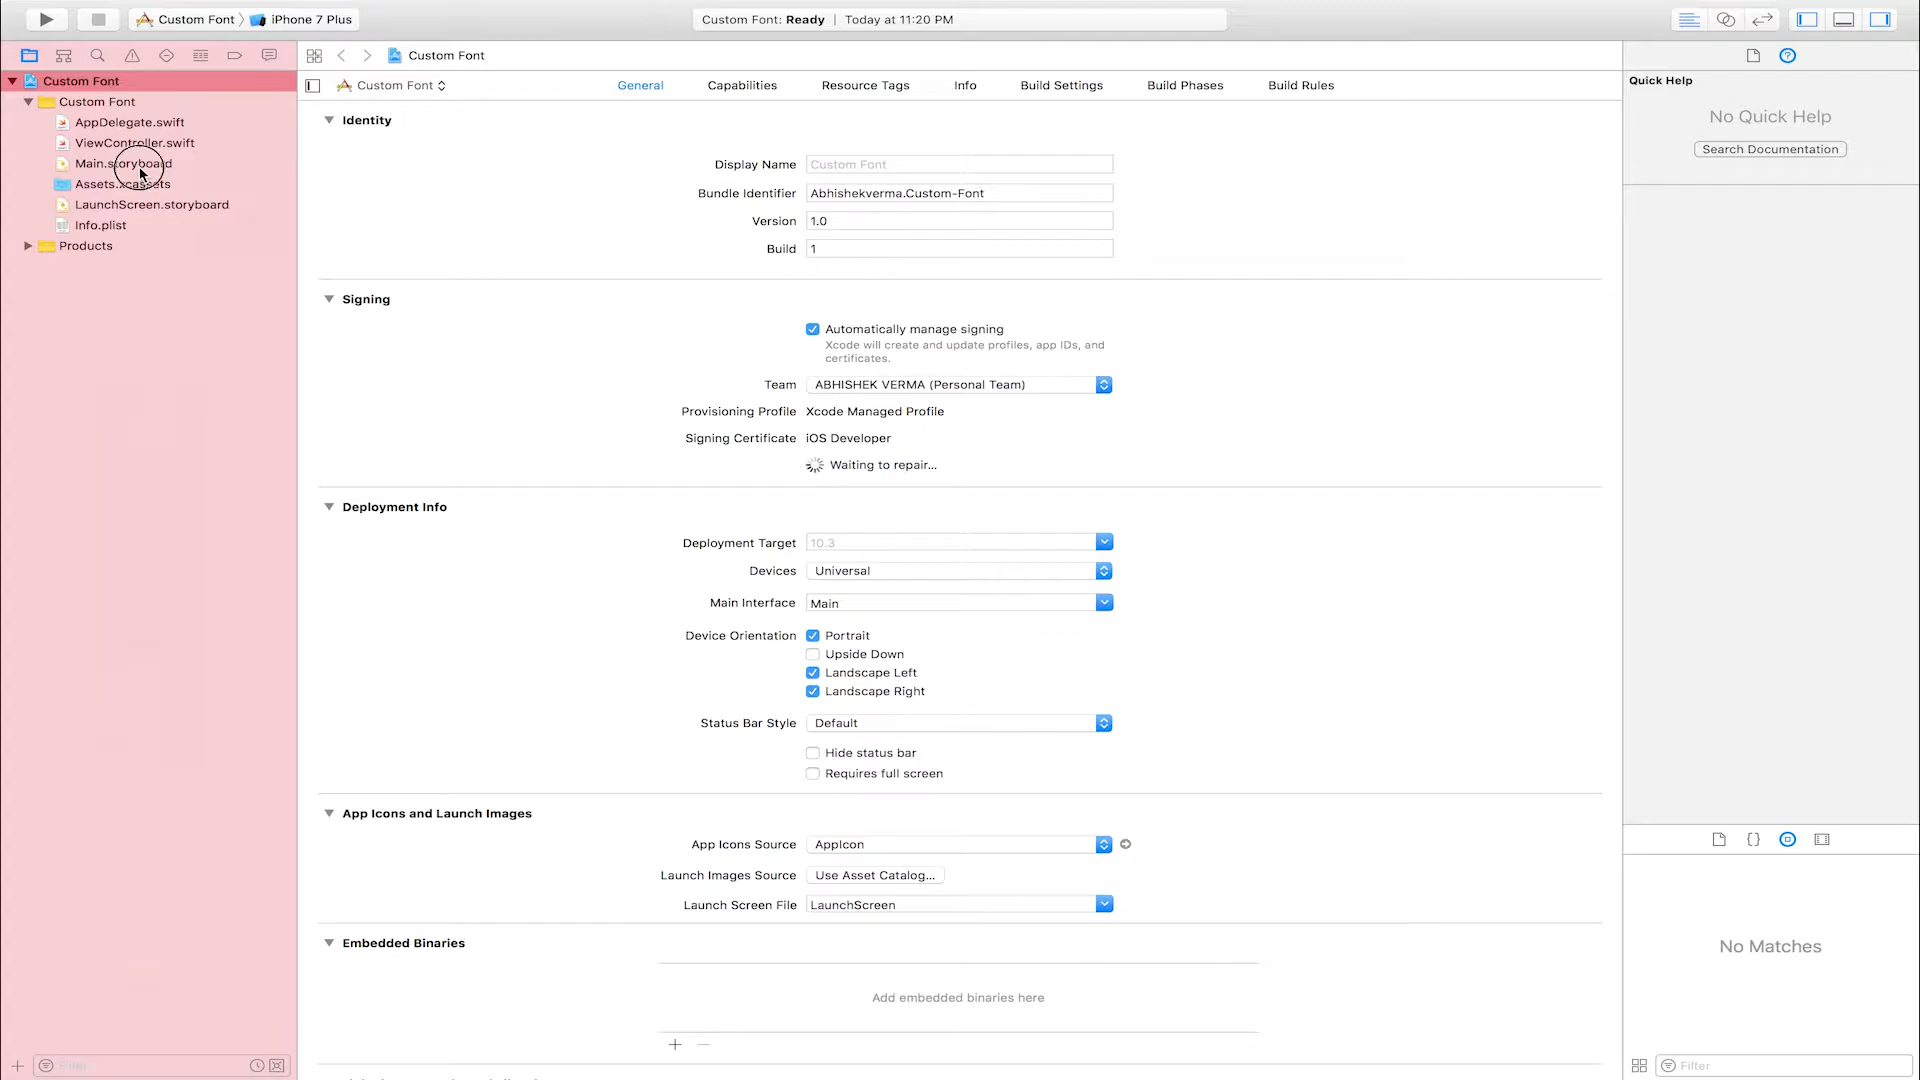 Custom Font
iPhone 7 Plus
Custom Font: Ready | Today at 11:20 PM
Custom Font
Custom Font
AppDelegate.swift
ViewController.swift
Main.storyboard
Assets.xcassets
LaunchScreen.storyboard
Info.plist
Products
Filter
Custom Font
Custom Font
General
Capabilities
Resource Tags
Info
Build Settings
Build Phases
Build Rules
Identity
Display Name Custom Font
Bundle Identifier Abhishekverma.Custom-Font
Version 1.0
Build 1
Signing
Automatically manage signing
Xcode will create and update profiles, app IDs, and
certificates.
Team ABHISHEK VERMA (Personal Team)
Provisioning Profile Xcode Managed Profile
Signing Certificate iOS Developer
Waiting to repair...
Deployment Info
Deployment Target 10.3
Devices Universal
Main Interface Main
Device Orientation Portrait
Upside Down
Landscape Left
Landscape Right
Status Bar Style Default
Hide status bar
Requires full screen
App Icons and Launch Images
App Icons Source AppIcon
Launch Images Source Use Asset Catalog...
Launch Screen File LaunchScreen
Embedded Binaries
Add embedded binaries here
Quick Help
No Quick Help
Search Documentation
No Matches
Filter